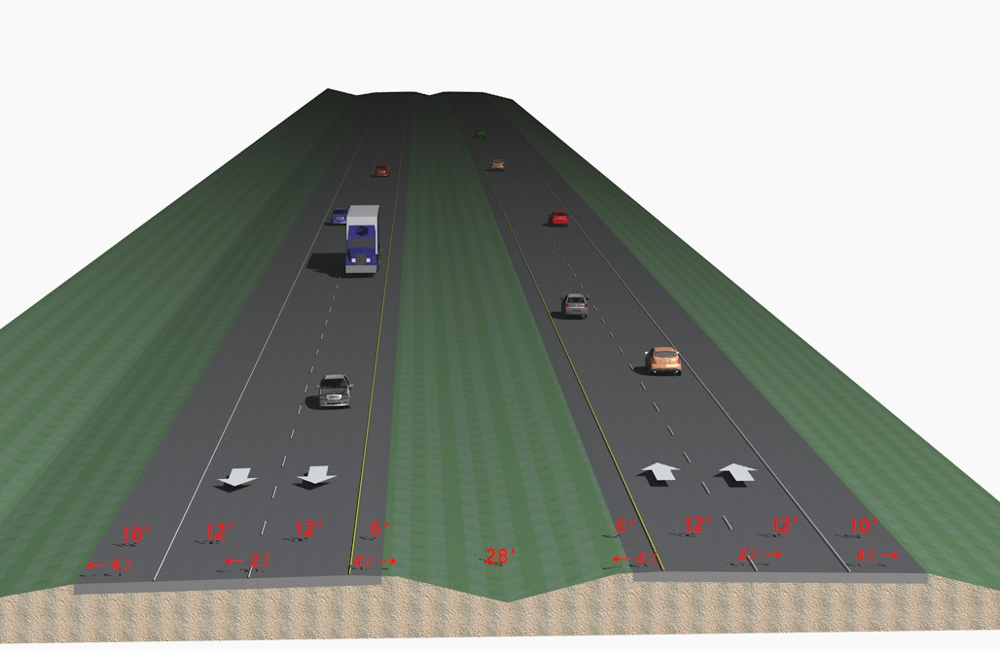 10' 12' 12' 6' 28' 6' 12' 12' 10'
← 4% ← 2% 4% → ← 4% 2% → 4% →